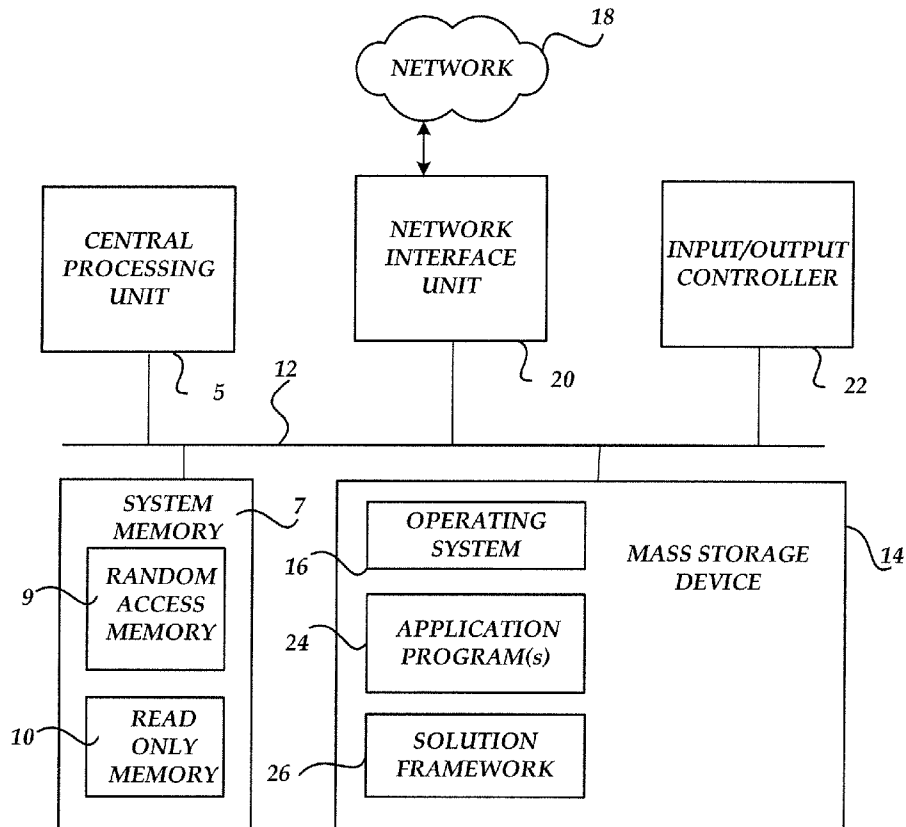 18
NETWORK
CENTRAL
PROCESSING
UNIT
5
NETWORK
INTERFACE
UNIT
20
INPUT/OUTPUT
CONTROLLER
22
12
SYSTEM
MEMORY
7
9
RANDOM
ACCESS
MEMORY
10
READ
ONLY
MEMORY
OPERATING
SYSTEM
16
MASS STORAGE
DEVICE
14
24
APPLICATION
PROGRAM(s)
26
SOLUTION
FRAMEWORK